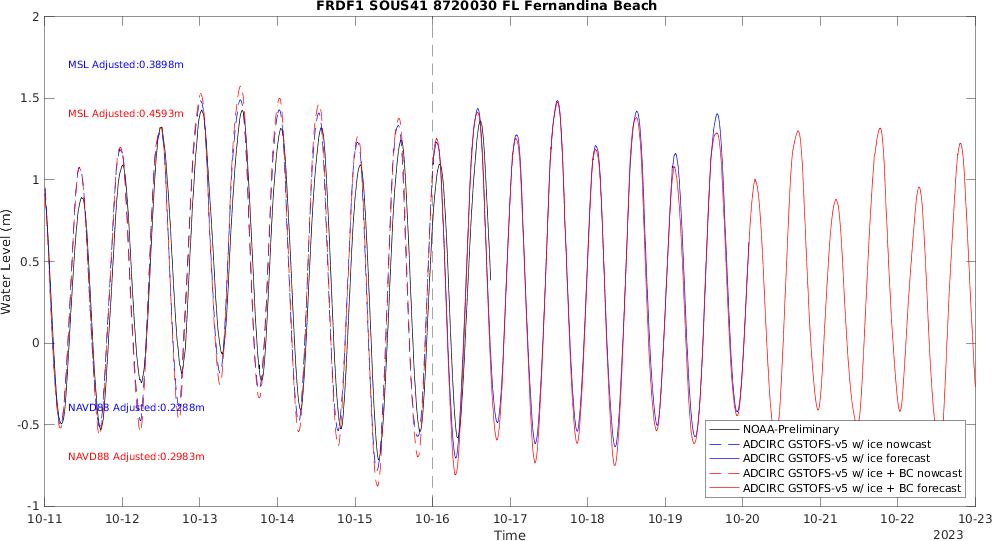 FRDF1 SOUS41 8720030 FL Fernandina Beach
2
1.5
1
0.5
0
-0.5
-1
Water Level (m)
MSL Adjusted:0.3898m
MSL Adjusted:0.4593m
NAVD88 Adjusted:0.2288m
NAVD88 Adjusted:0.2983m
NOAA-Preliminary
ADCIRC GSTOFS-v5 w/ ice nowcast
ADCIRC GSTOFS-v5 w/ ice forecast
ADCIRC GSTOFS-v5 w/ ice + BC nowcast
ADCIRC GSTOFS-v5 w/ ice + BC forecast
10-11 10-12 10-13 10-14 10-15 10-16 10-17 10-18 10-19 10-20 10-21 10-22 10-23
Time
2023